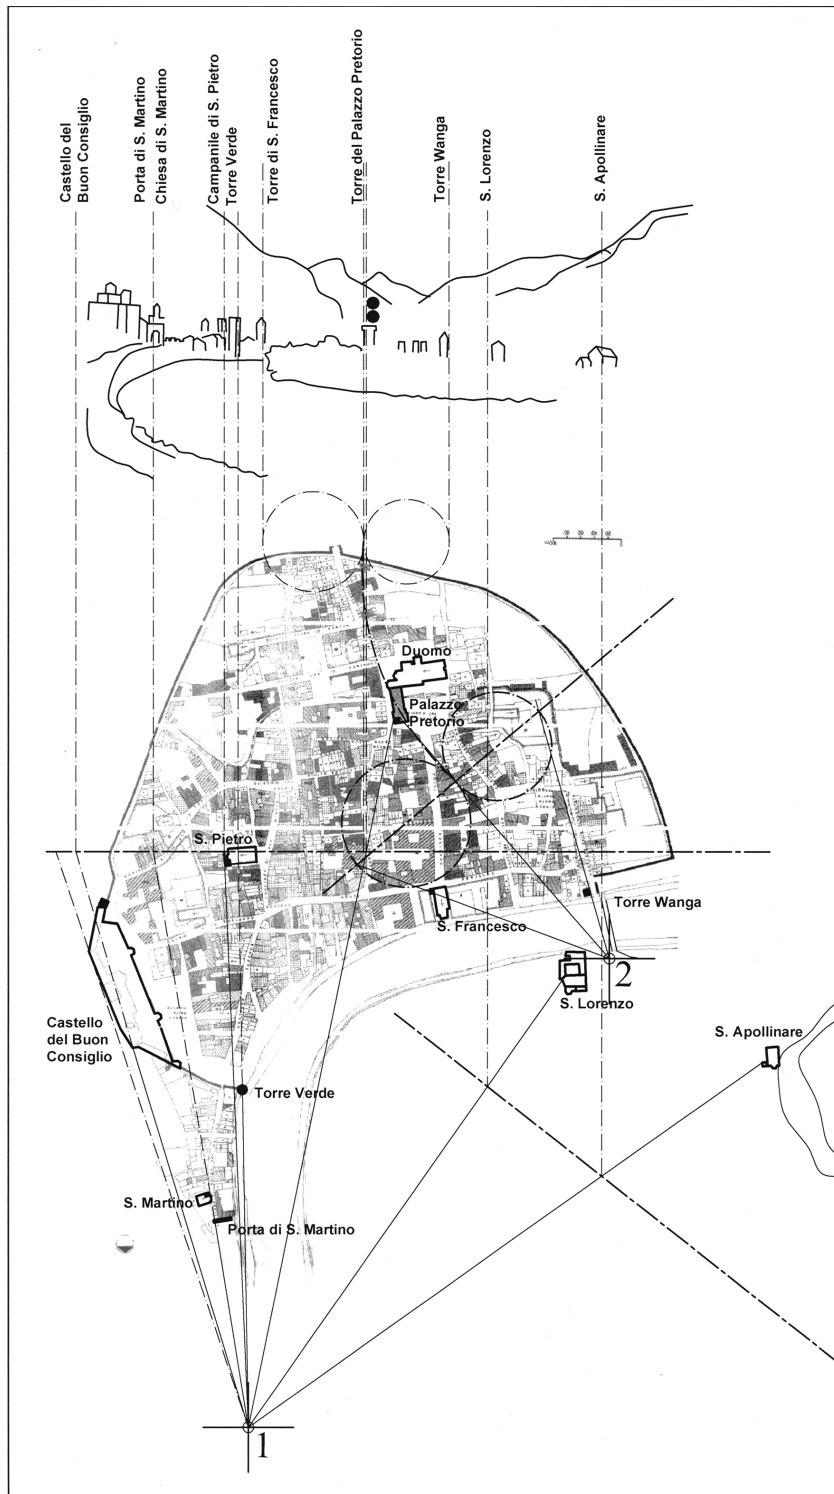 Castello del
Buon Consiglio
Porta di S. Martino
Chiesa di S. Martino
Campanile di S. Pietro
Torre Verde
Torre di S. Francesco
Torre del Palazzo Pretorio
Torre Wanga
S. Lorenzo
S. Apollinare
Duomo
Palazzo
Pretorio
S. Pietro
Torre Wanga
S. Francesco
2
S. Lorenzo
S. Apollinare
Castello
del Buon
Consiglio
Torre Verde
S. Martino
Porta di S. Martino
1